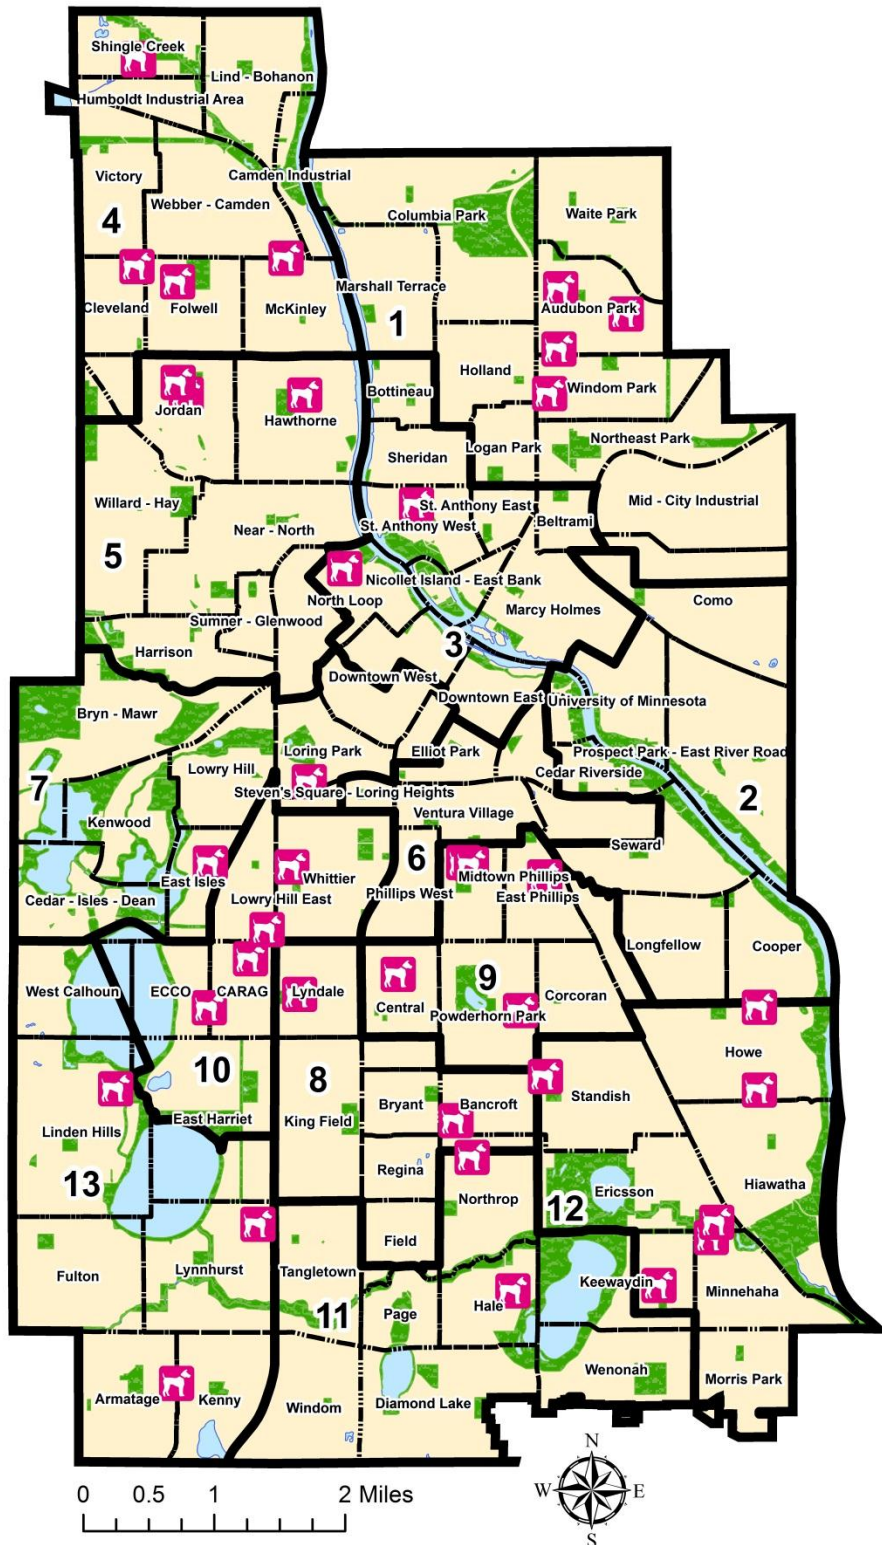 Shingle Creek
Lind - Bohanon
Humboldt Industrial Area
Victory
Camden Industrial
Webber - Camden
4
Columbia Park
Waite Park
Marshall Terrace
Cleveland
Folwell
McKinley
1
Audubon Park
Holland
Jordan
Hawthorne
Bottineau
Windom Park
Sheridan
Logan Park
Northeast Park
Willard - Hay
Near - North
St. Anthony East
St. Anthony West
Beltrami
Mid - City Industrial
5
North Loop
Nicollet Island - East Bank
Marcy Holmes
Como
Sumner - Glenwood
Harrison
3
Downtown West
Downtown East
University of Minnesota
Bryn - Mawr
Loring Park
Elliot Park
Prospect Park - East River Road
Lowry Hill
Cedar Riverside
7
Steven's Square - Loring Heights
2
Kenwood
Ventura Village
Seward
6
East Isles
Whittier
Phillips West
Midtown Phillips
East Phillips
Cedar - Isles - Dean
Lowry Hill East
Longfellow
Cooper
West Calhoun
ECCO
CARAG
Lyndale
Central
9
Powderhorn Park
Corcoran
Howe
10
8
Linden Hills
East Harriet
King Field
Bryant
Bancroft
Standish
13
Regina
Northrop
Ericsson
Hiawatha
12
Fulton
Lynnhurst
Tangletown
Field
Keewaydin
Minnehaha
11
Page
Hale
Wenonah
Morris Park
Armatage
Kenny
Windom
Diamond Lake
N
W
E
S
0 0.5 1 2 Miles